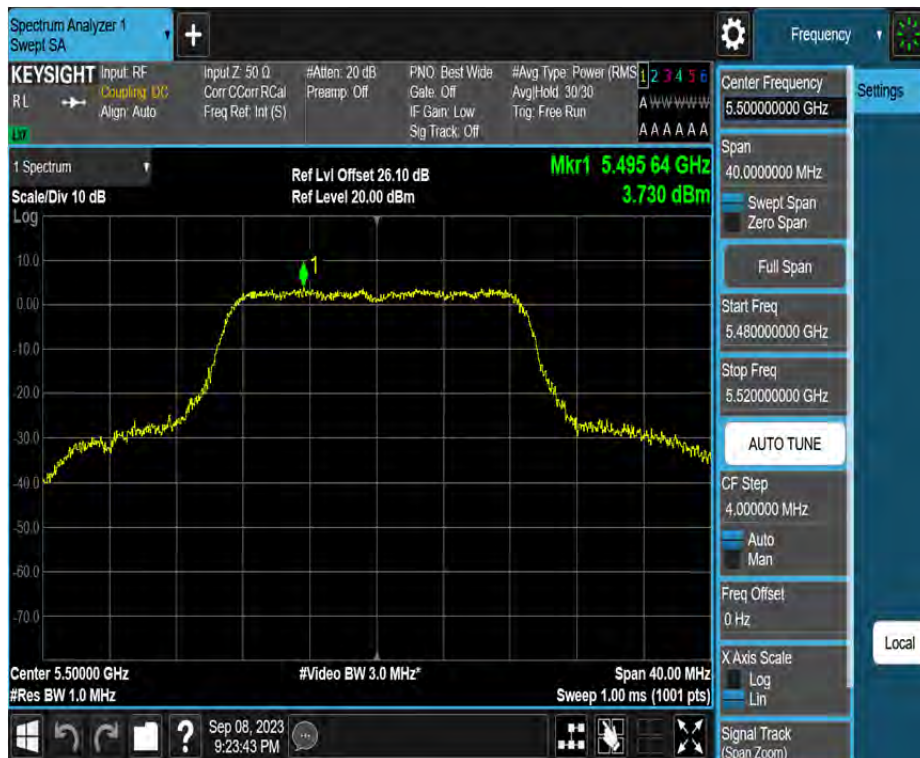 Spectrum Analyzer 1
Swept SA
+
Frequency
KEYSIGHT
RL
Input: RF
Coupling: DC
Align: Auto
Input Z: 50 Ω
Corr CCorr RCal
Freq Ref: Int (S)
#Atten: 20 dB
Preamp: Off
PNO: Best Wide
Gate: Off
IF Gain: Low
Sig Track: Off
#Avg Type: Power (RMS
Avg|Hold: 30/30
Trig: Free Run
1 2 3 4 5 6
A W W W W W
A A A A A A
LXI
1 Spectrum
Scale/Div 10 dB
Ref Lvl Offset 26.10 dB
Ref Level 20.00 dBm
Mkr1 5.495 64 GHz
3.730 dBm
Log
10.0
0.00
-10.0
-20.0
-30.0
-40.0
-50.0
-60.0
-70.0
1
Center 5.50000 GHz
#Res BW 1.0 MHz
#Video BW 3.0 MHz*
Span 40.00 MHz
Sweep 1.00 ms (1001 pts)
Center Frequency
5.500000000 GHz
Settings
Span
40.0000000 MHz
Swept Span
Zero Span
Full Span
Start Freq
5.480000000 GHz
Stop Freq
5.520000000 GHz
AUTO TUNE
CF Step
4.000000 MHz
Auto
Man
Freq Offset
0 Hz
X Axis Scale
Log
Lin
Local
Signal Track
(Span Zoom)
?
Sep 08, 2023
9:23:43 PM